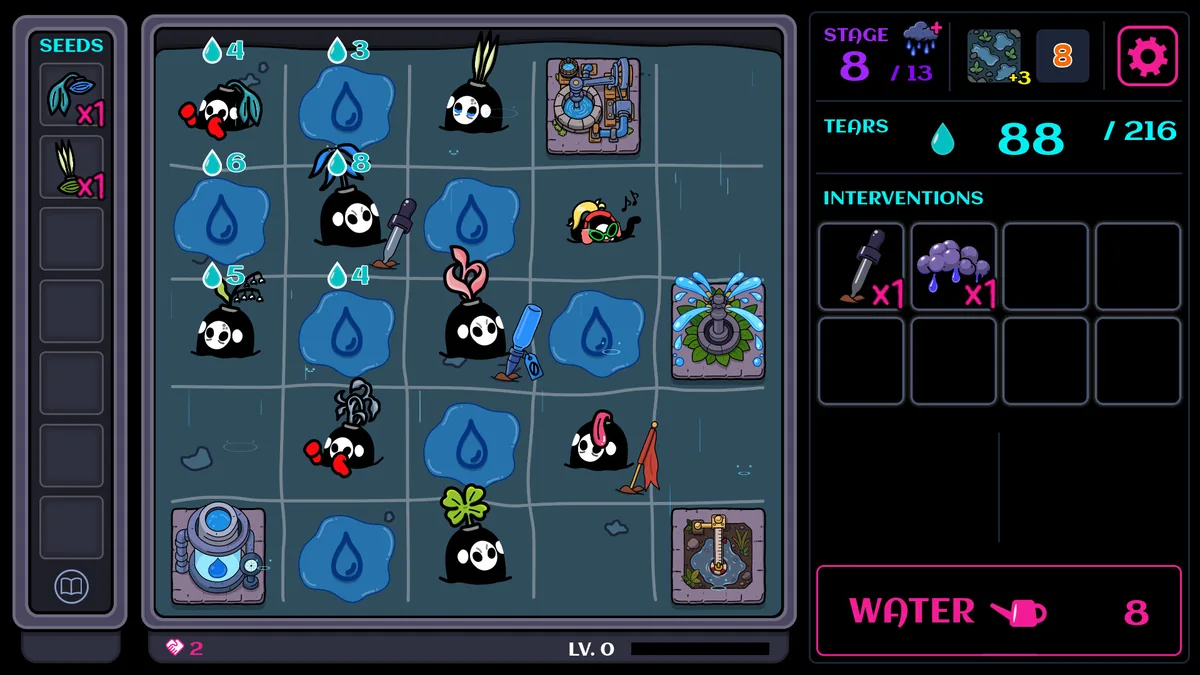 SEEDS
x1
x1
4
3
6
8
5
4
2
LV. 0
STAGE
8 / 13
+3
8
TEARS
88 / 216
INTERVENTIONS
x1
x1
WATER 8